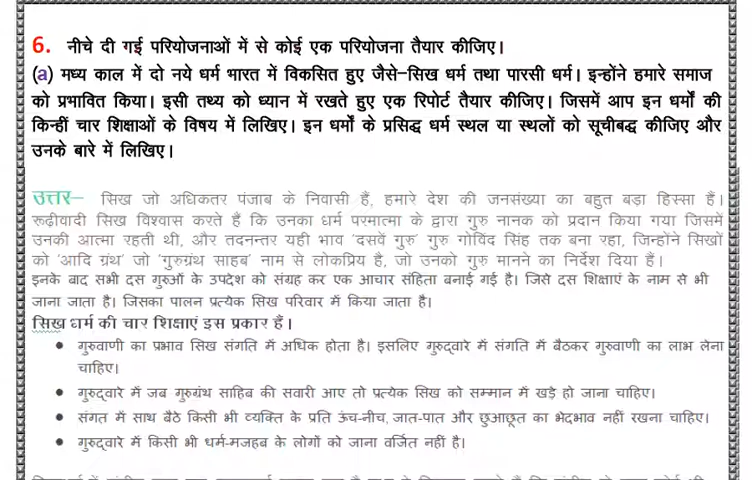 6. नीचे दी गई परियोजनाओं में से कोई एक परियोजना तैयार कीजिए।
(a) मध्य काल में दो नये धर्म भारत में विकसित हुए जैसे–सिख धर्म तथा पारसी धर्म। इन्होंने हमारे समाज
को प्रभावित किया। इसी तथ्य को ध्यान में रखते हुए एक रिपोर्ट तैयार कीजिए। जिसमें आप इन धर्मों की
किन्हीं चार शिक्षाओं के विषय में लिखिए। इन धर्मों के प्रसिद्ध धर्म स्थल या स्थलों को सूचीबद्ध कीजिए और
उनके बारे में लिखिए।
उत्तर– सिख जो अधिकतर पंजाब के निवासी हैं, हमारे देश की जनसंख्या का बहुत बड़ा हिस्सा हैं।
रूढ़ीवादी सिख विश्वास करते हैं कि उनका धर्म परमात्मा के द्वारा गुरु नानक को प्रदान किया गया जिसमें
उनकी आत्मा रहती थी, और तदनन्तर यही भाव 'दसवें गुरु' गुरु गोविंद सिंह तक बना रहा, जिन्होंने सिखों
को 'आदि ग्रंथ' जो 'गुरुग्रंथ साहब' नाम से लोकप्रिय है, जो उनको गुरु मानने का निर्देश दिया हैं।
इनके बाद सभी दस गुरुओं के उपदेश को संग्रह कर एक आचार संहिता बनाई गई है। जिसे दस शिक्षाएं के नाम से भी
जाना जाता है। जिसका पालन प्रत्येक सिख परिवार में किया जाता है।
सिख धर्म की चार शिक्षाएं इस प्रकार हैं।
• गुरुवाणी का प्रभाव सिख संगति में अधिक होता है। इसलिए गुरुद्वारे में संगति में बैठकर गुरुवाणी का लाभ लेना
चाहिए।
• गुरुद्वारे में जब गुरुग्रंथ साहिब की सवारी आए तो प्रत्येक सिख को सम्मान में खड़े हो जाना चाहिए।
• संगत में साथ बैठे किसी भी व्यक्ति के प्रति ऊंच-नीच, जात-पात और छुआछूत का भेदभाव नहीं रखना चाहिए।
• गुरुद्वारे में किसी भी धर्म-मजहब के लोगों को जाना वर्जित नहीं है।